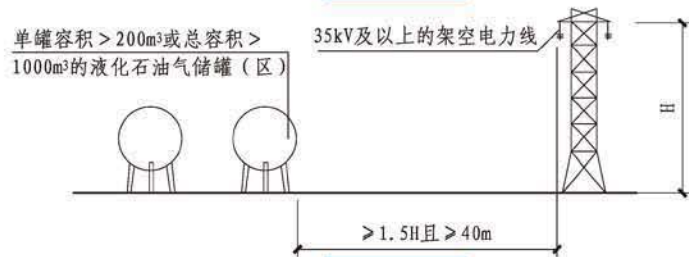 单罐容积＞200m³或总容积＞
1000m³的液化石油气储罐（区）
35kV及以上的架空电力线
H
≥1.5H且≥40m